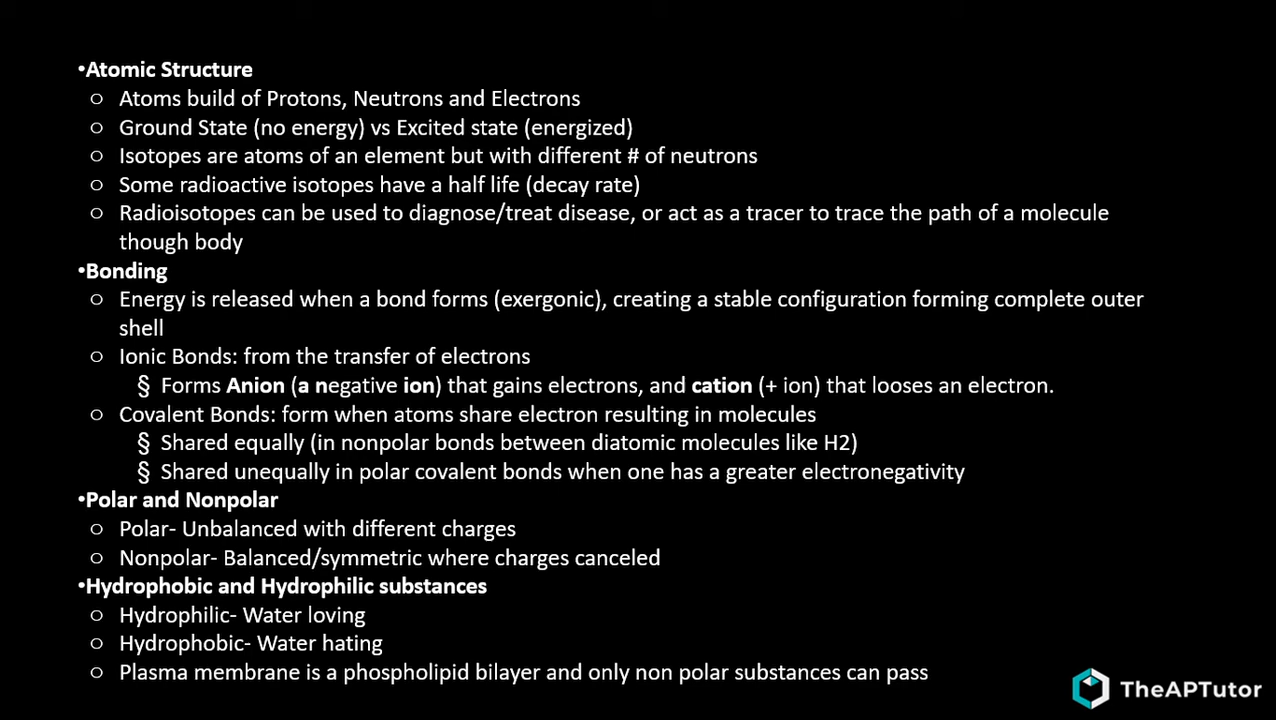 •Atomic Structure
○ Atoms build of Protons, Neutrons and Electrons
○ Ground State (no energy) vs Excited state (energized)
○ Isotopes are atoms of an element but with different # of neutrons
○ Some radioactive isotopes have a half life (decay rate)
○ Radioisotopes can be used to diagnose/treat disease, or act as a tracer to trace the path of a molecule
though body
•Bonding
○ Energy is released when a bond forms (exergonic), creating a stable configuration forming complete outer
shell
○ Ionic Bonds: from the transfer of electrons
§ Forms Anion (a negative ion) that gains electrons, and cation (+ ion) that looses an electron.
○ Covalent Bonds: form when atoms share electron resulting in molecules
§ Shared equally (in nonpolar bonds between diatomic molecules like H2)
§ Shared unequally in polar covalent bonds when one has a greater electronegativity
•Polar and Nonpolar
○ Polar- Unbalanced with different charges
○ Nonpolar- Balanced/symmetric where charges canceled
•Hydrophobic and Hydrophilic substances
○ Hydrophilic- Water loving
○ Hydrophobic- Water hating
○ Plasma membrane is a phospholipid bilayer and only non polar substances can pass
TheAPTutor